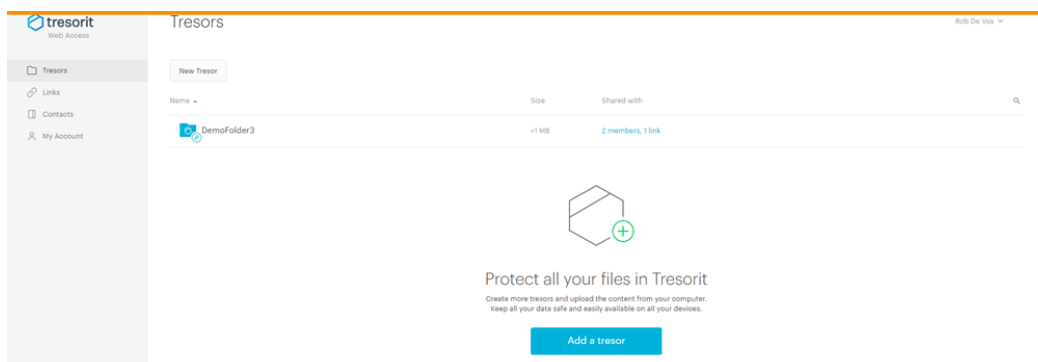 tresorit
Web Access
Tresors
Rob De Vos
Tresors
Links
Contacts
My Account
New Tresor
Name Size Shared with
DemoFolder3 <1 MB 2 members, 1 link
Protect all your files in Tresorit
Create more tresors and upload the content from your computer.
Keep all your data safe and easily available on all your devices.
Add a tresor